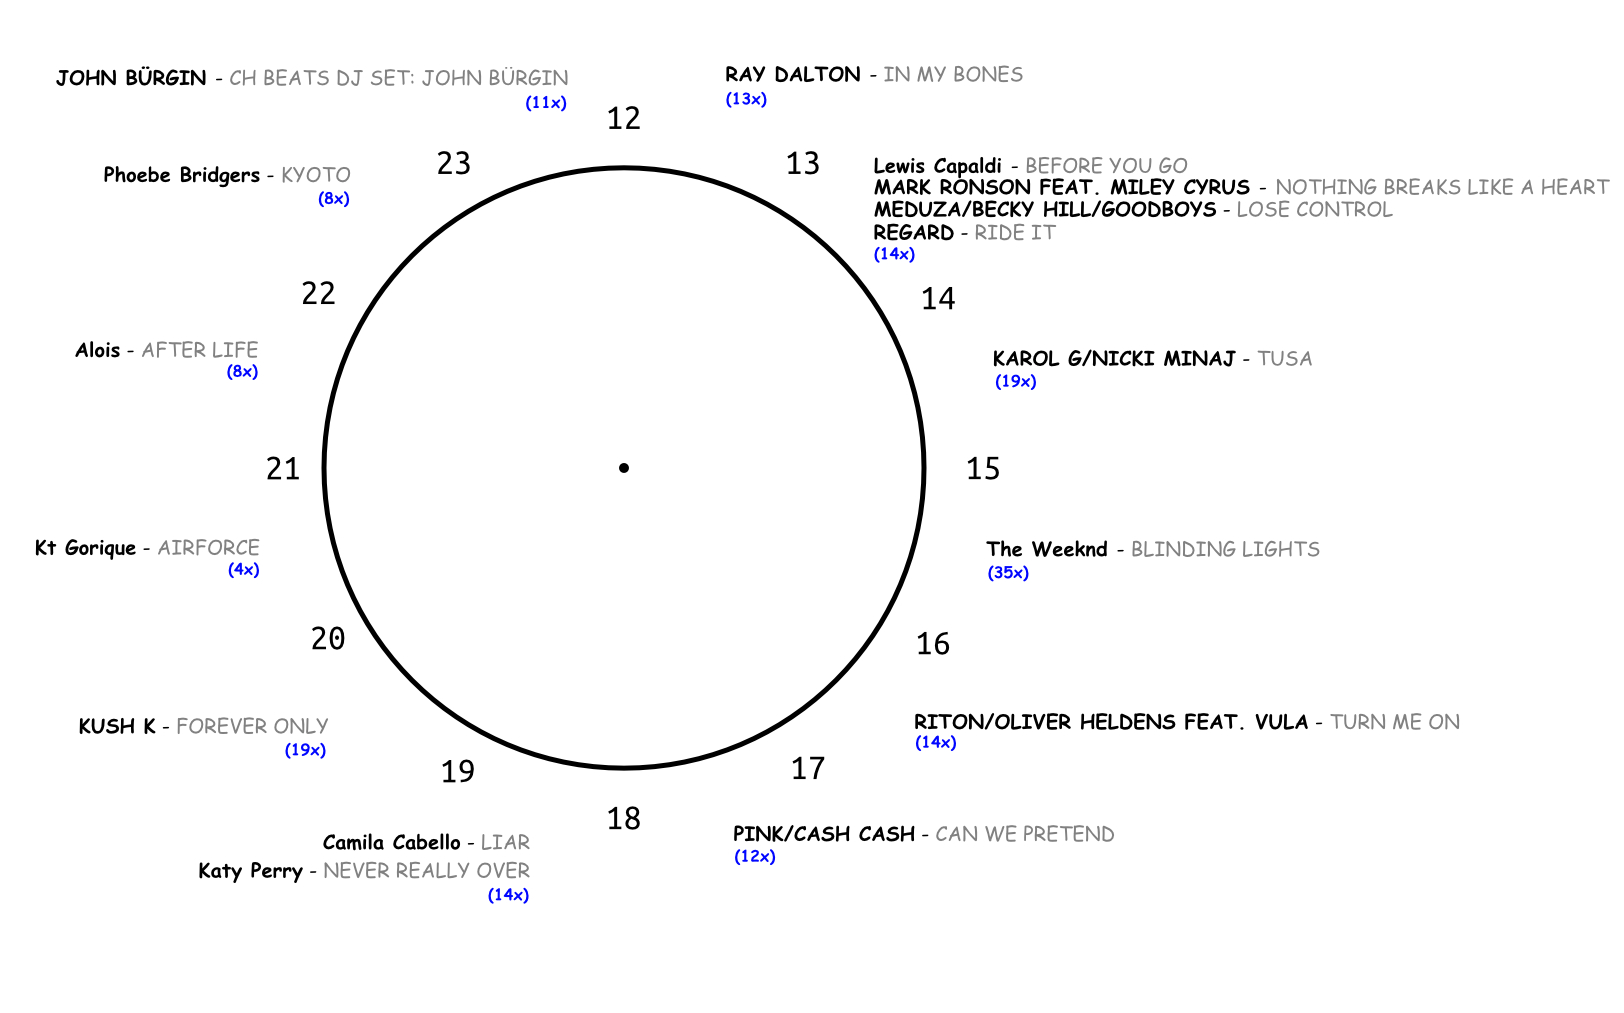 JOHN BÜRGIN - CH BEATS DJ SET: JOHN BÜRGIN
(11x)
RAY DALTON - IN MY BONES
(13x)
12
23
13
Phoebe Bridgers - KYOTO
(8x)
Lewis Capaldi - BEFORE YOU GO
MARK RONSON FEAT. MILEY CYRUS - NOTHING BREAKS LIKE A HEART
MEDUZA/BECKY HILL/GOODBOYS - LOSE CONTROL
REGARD - RIDE IT
(14x)
22
14
Alois - AFTER LIFE
(8x)
KAROL G/NICKI MINAJ - TUSA
(19x)
21
15
Kt Gorique - AIRFORCE
(4x)
The Weeknd - BLINDING LIGHTS
(35x)
20
16
KUSH K - FOREVER ONLY
(19x)
RITON/OLIVER HELDENS FEAT. VULA - TURN ME ON
(14x)
19
17
18
Camila Cabello - LIAR
Katy Perry - NEVER REALLY OVER
(14x)
PINK/CASH CASH - CAN WE PRETEND
(12x)